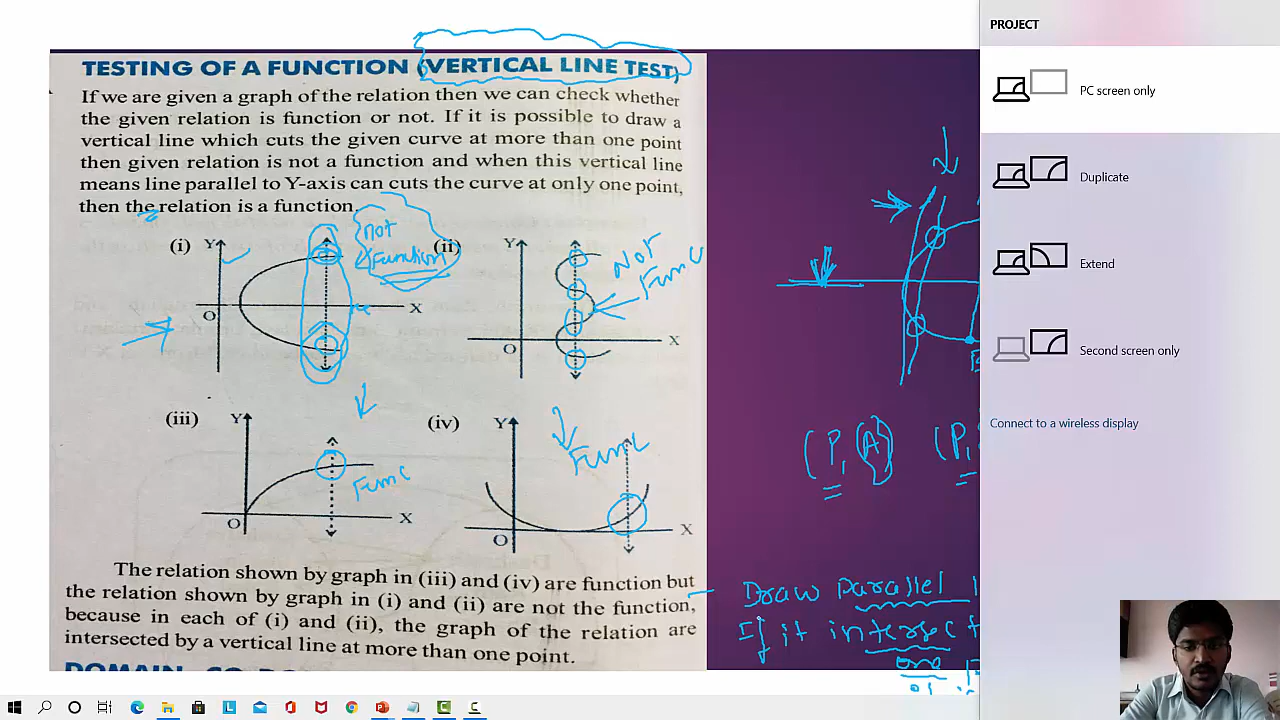 TESTING OF A FUNCTION (VERTICAL LINE TEST)
If we are given a graph of the relation then we can check whether
the given relation is function or not. If it is possible to draw a
vertical line which cuts the given curve at more than one point
then given relation is not a function and when this vertical line
means line parallel to Y-axis can cuts the curve at only one point,
then the relation is a function.
(i) Y
O X
not
Function
(ii) Y
O X
Not
Func
(iii) Y
O X
Func
(iv) Y
O X
Func
The relation shown by graph in (iii) and (iv) are function but
the relation shown by graph in (i) and (ii) are not the function,
because in each of (i) and (ii), the graph of the relation are
intersected by a vertical line at more than one point.
(P, A) (P,
Draw parallel
If it intersect
one
PROJECT
PC screen only
Duplicate
Extend
Second screen only
Connect to a wireless display